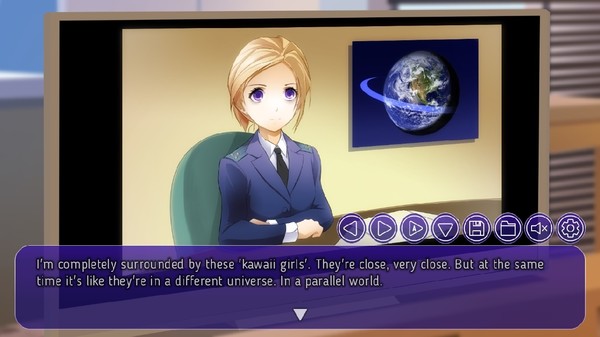 I'm completely surrounded by these 'kawaii girls'. They're close, very close. But at the same
time it's like they're in a different universe. In a parallel world.